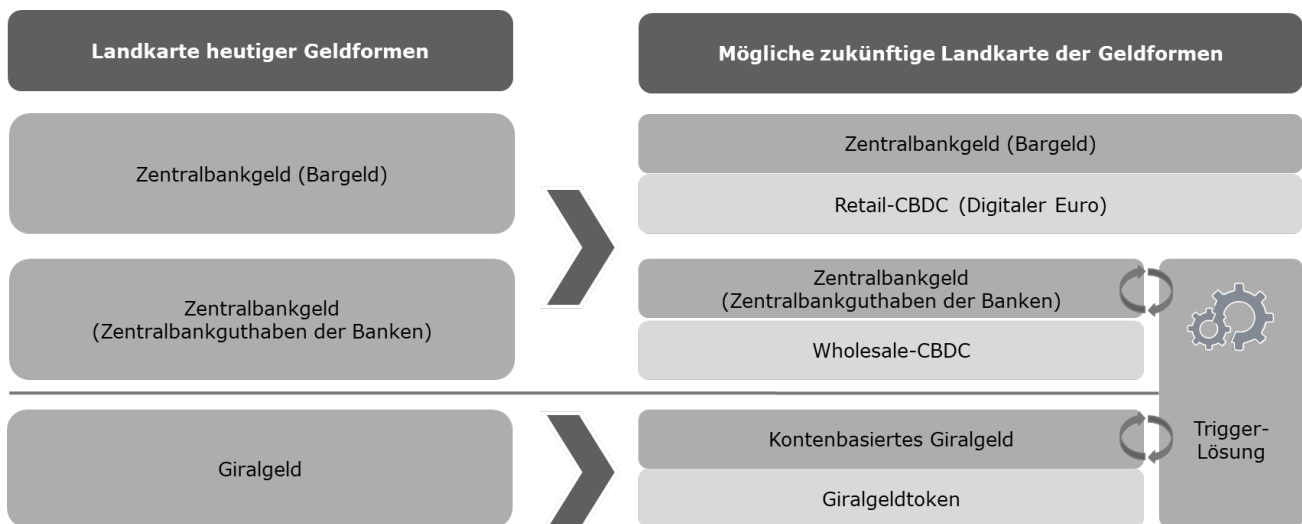 Landkarte heutiger Geldformen
Mögliche zukünftige Landkarte der Geldformen
Zentralbankgeld (Bargeld)
Zentralbankgeld (Bargeld)
Retail-CBDC (Digitaler Euro)
Zentralbankgeld
(Zentralbankguthaben der Banken)
Zentralbankgeld
(Zentralbankguthaben der Banken)
Wholesale-CBDC
Giralgeld
Kontenbasiertes Giralgeld
Giralgeldtoken
Trigger-
Lösung